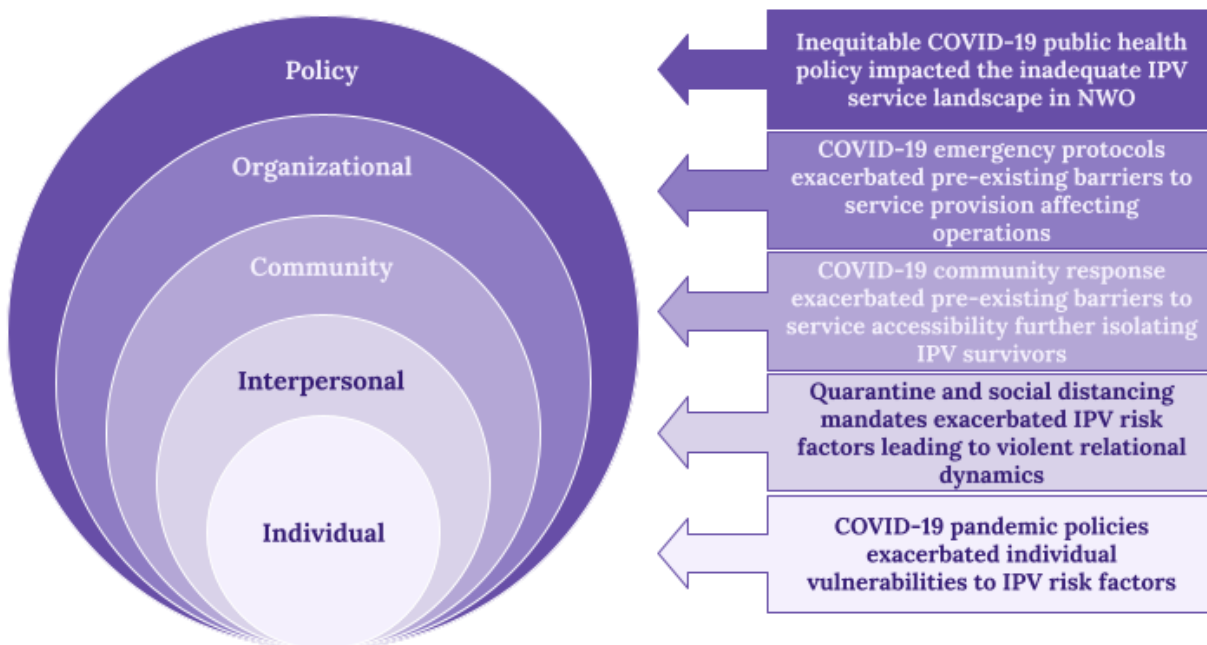 Policy
Organizational
Community
Interpersonal
Individual
Inequitable COVID-19 public health
policy impacted the inadequate IPV
service landscape in NWO
COVID-19 emergency protocols
exacerbated pre-existing barriers to
service provision affecting
operations
COVID-19 community response
exacerbated pre-existing barriers to
service accessibility further isolating
IPV survivors
Quarantine and social distancing
mandates exacerbated IPV risk
factors leading to violent relational
dynamics
COVID-19 pandemic policies
exacerbated individual
vulnerabilities to IPV risk factors